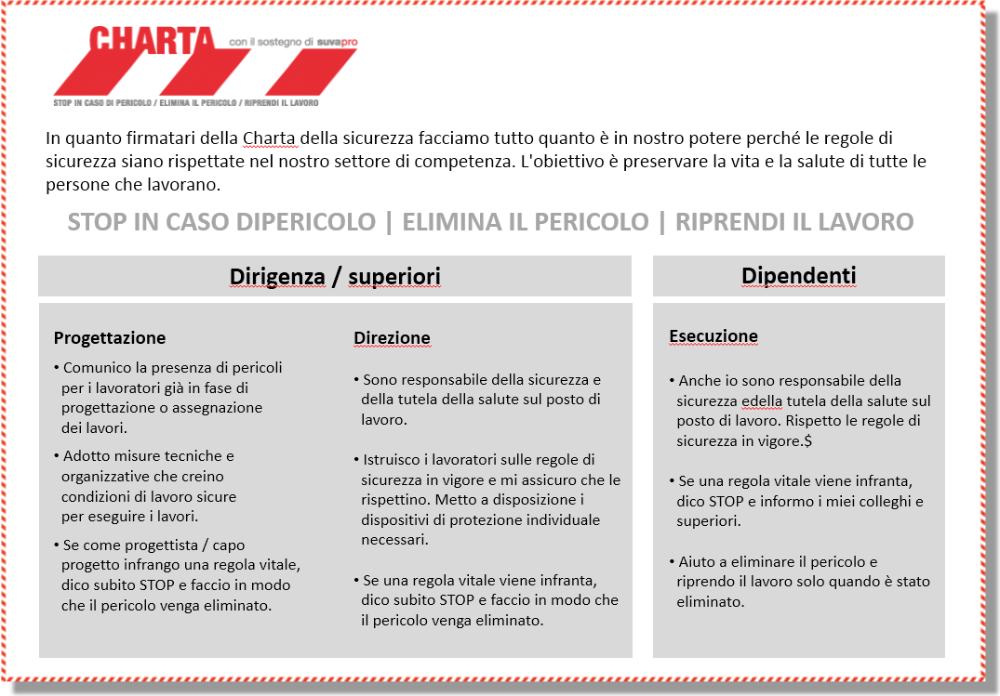 CHARTA con il sostegno di suvapro
STOP IN CASO DI PERICOLO / ELIMINA IL PERICOLO / RIPRENDI IL LAVORO
In quanto firmatari della Charta della sicurezza facciamo tutto quanto è in nostro potere perché le regole di
sicurezza siano rispettate nel nostro settore di competenza. L'obiettivo è preservare la vita e la salute di tutte le
persone che lavorano.
STOP IN CASO DIPERICOLO | ELIMINA IL PERICOLO | RIPRENDI IL LAVORO
Dirigenza / superiori
Progettazione
• Comunico la presenza di pericoli
per i lavoratori già in fase di
progettazione o assegnazione
dei lavori.
• Adotto misure tecniche e
organizzative che creino
condizioni di lavoro sicure
per eseguire i lavori.
• Se come progettista / capo
progetto infrango una regola vitale,
dico subito STOP e faccio in modo
che il pericolo venga eliminato.
Direzione
• Sono responsabile della sicurezza e
della tutela della salute sul posto di
lavoro.
• Istruisco i lavoratori sulle regole di
sicurezza in vigore e mi assicuro che le
rispettino. Metto a disposizione i
dispositivi di protezione individuale
necessari.
• Se una regola vitale viene infranta,
dico subito STOP e faccio in modo che
il pericolo venga eliminato.
Dipendenti
Esecuzione
• Anche io sono responsabile della
sicurezza edella tutela della salute sul
posto di lavoro. Rispetto le regole di
sicurezza in vigore.$
• Se una regola vitale viene infranta,
dico STOP e informo i miei colleghi e
superiori.
• Aiuto a eliminare il pericolo e
riprendo il lavoro solo quando è stato
eliminato.